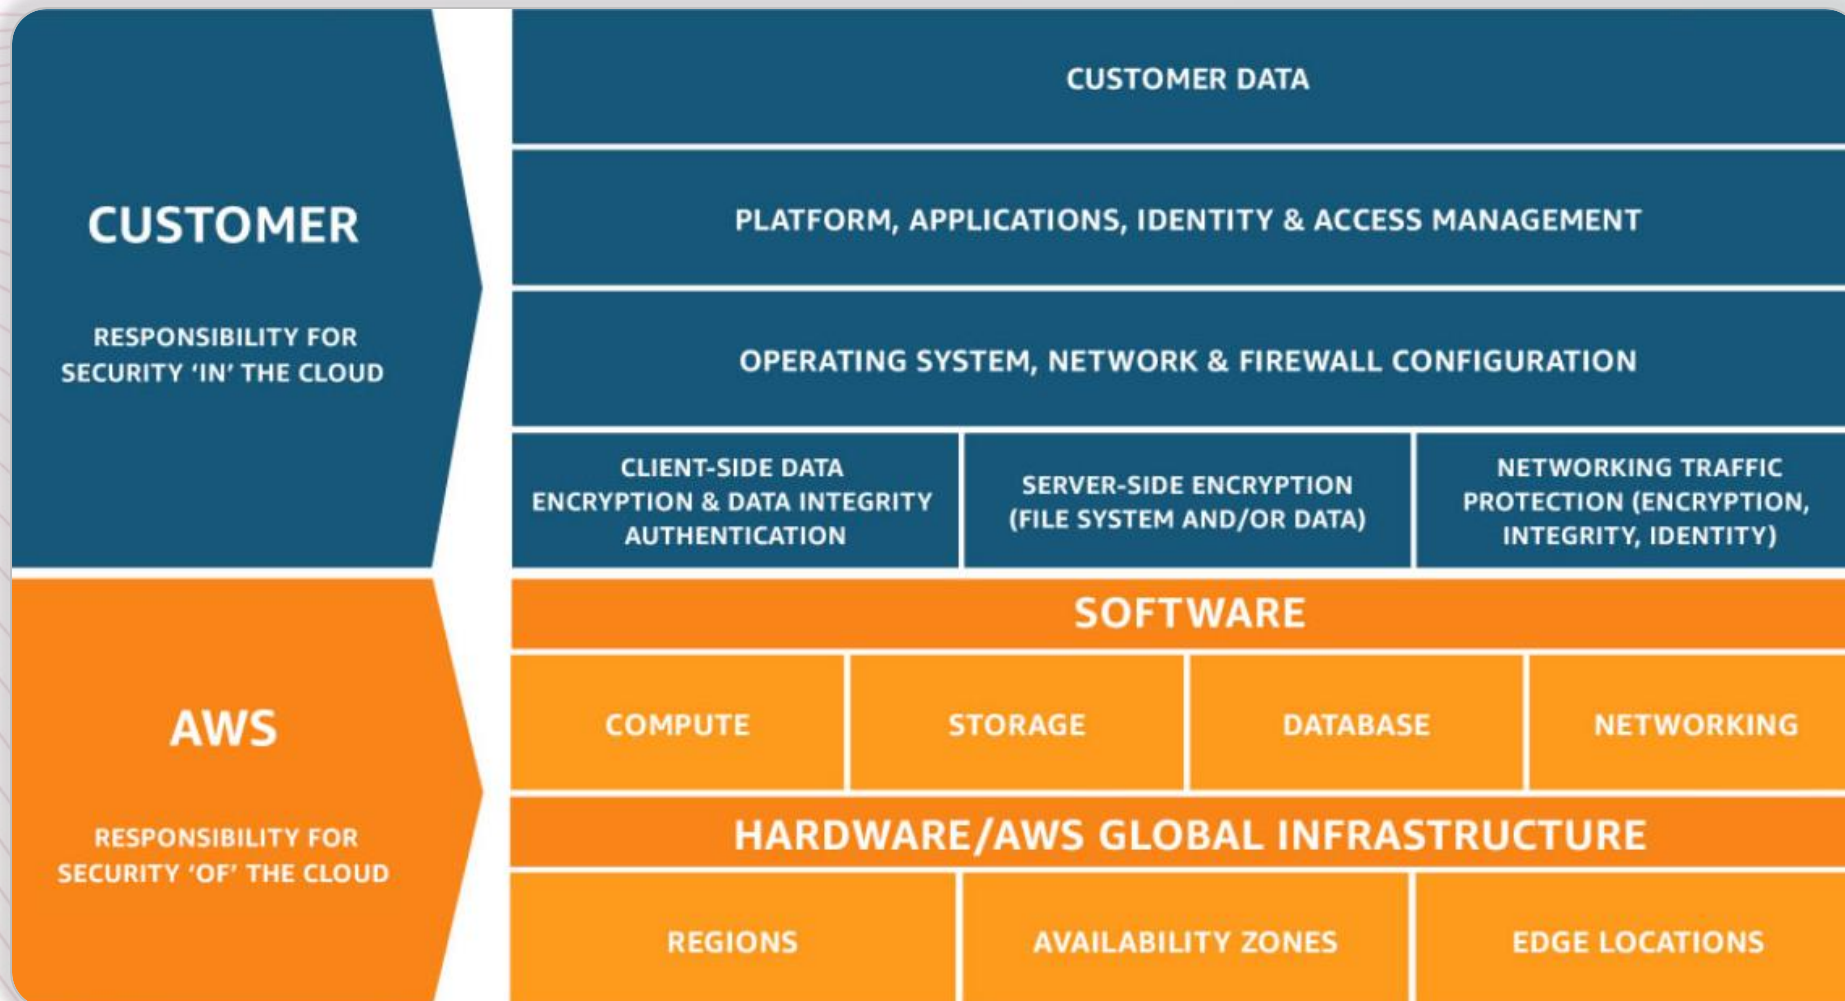 CUSTOMER
RESPONSIBILITY FOR
SECURITY ‘IN’ THE CLOUD
CUSTOMER DATA
PLATFORM, APPLICATIONS, IDENTITY & ACCESS MANAGEMENT
OPERATING SYSTEM, NETWORK & FIREWALL CONFIGURATION
CLIENT-SIDE DATA
ENCRYPTION & DATA INTEGRITY
AUTHENTICATION
SERVER-SIDE ENCRYPTION
(FILE SYSTEM AND/OR DATA)
NETWORKING TRAFFIC
PROTECTION (ENCRYPTION,
INTEGRITY, IDENTITY)
AWS
RESPONSIBILITY FOR
SECURITY ‘OF’ THE CLOUD
SOFTWARE
COMPUTE
STORAGE
DATABASE
NETWORKING
HARDWARE/AWS GLOBAL INFRASTRUCTURE
REGIONS
AVAILABILITY ZONES
EDGE LOCATIONS